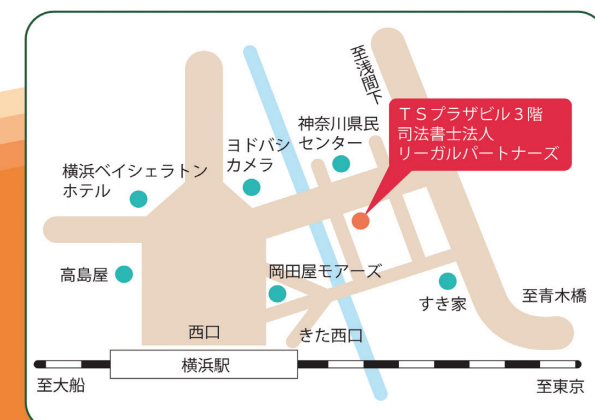 至浅間下
TSプラザビル3階
司法書士法人
リーガルパートナーズ
神奈川県民
センター
ヨドバシ
カメラ
横浜ベイシェラトン
ホテル
高島屋
岡田屋モアーズ
すき家
至青木橋
西口
きた西口
横浜駅
至大船
至東京